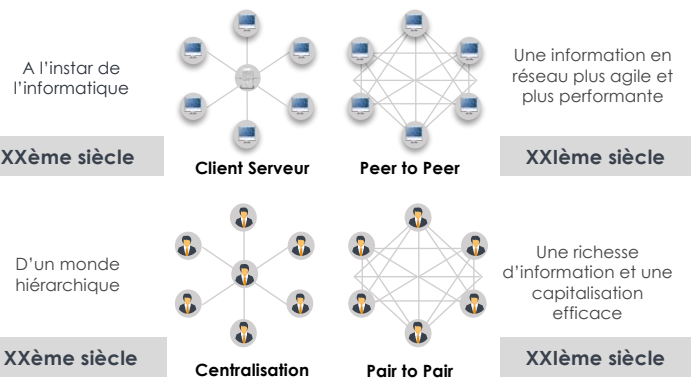 A l'instar de
l'informatique
Une information en
réseau plus agile et
plus performante
XXème siècle
Client Serveur
Peer to Peer
XXIème siècle
D'un monde
hiérarchique
Une richesse
d'information et une
capitalisation
efficace
XXème siècle
Centralisation
Pair to Pair
XXIème siècle